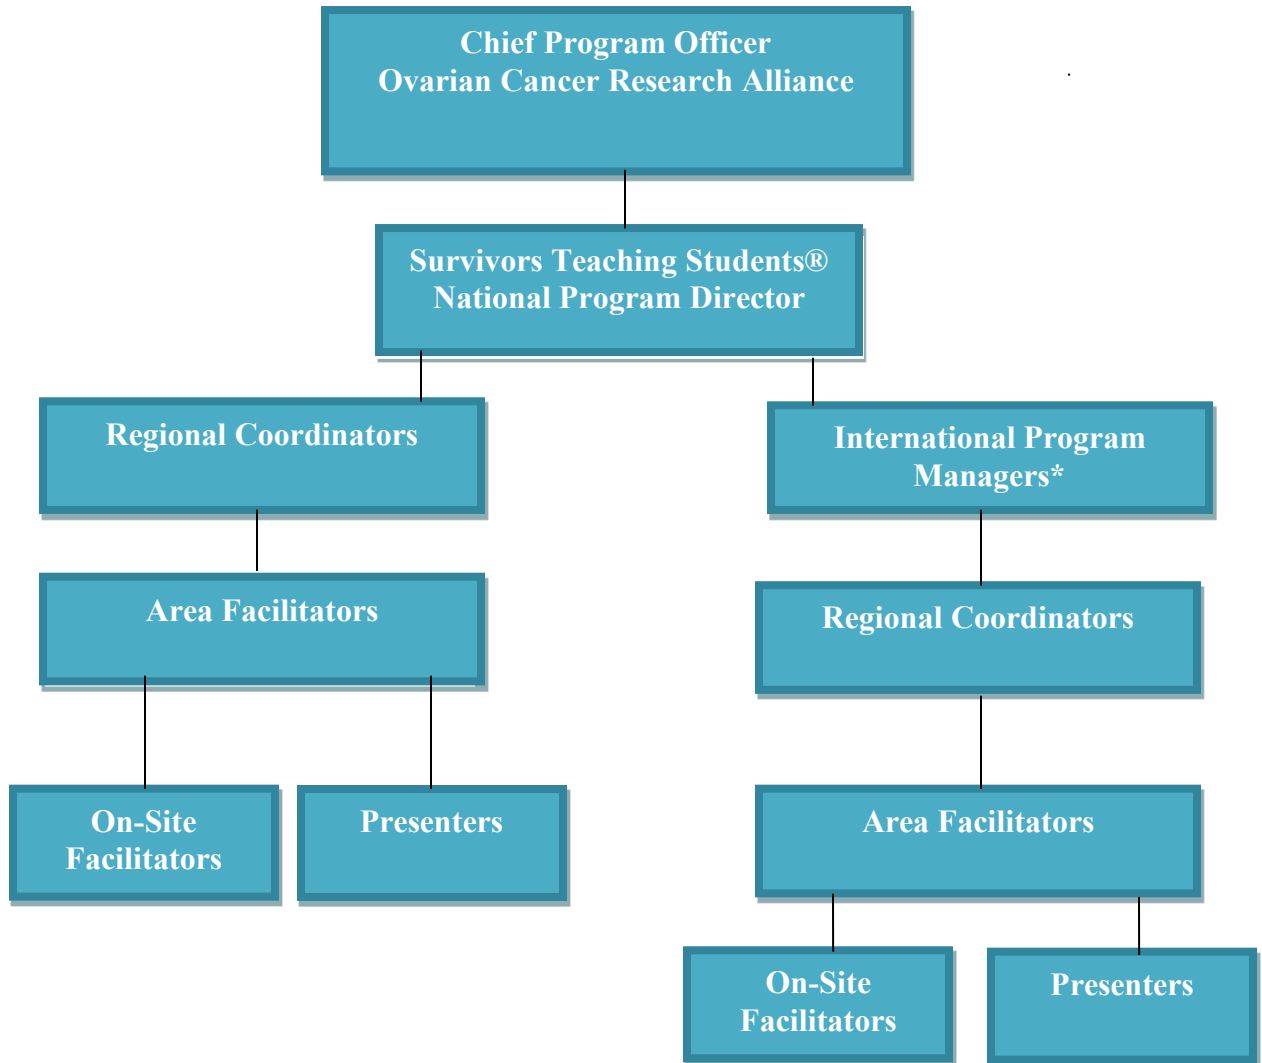 Chief Program Officer
Ovarian Cancer Research Alliance
Survivors Teaching Students®
National Program Director
Regional Coordinators
International Program
Managers*
Area Facilitators
Regional Coordinators
On-Site
Facilitators
Presenters
Area Facilitators
On-Site
Facilitators
Presenters